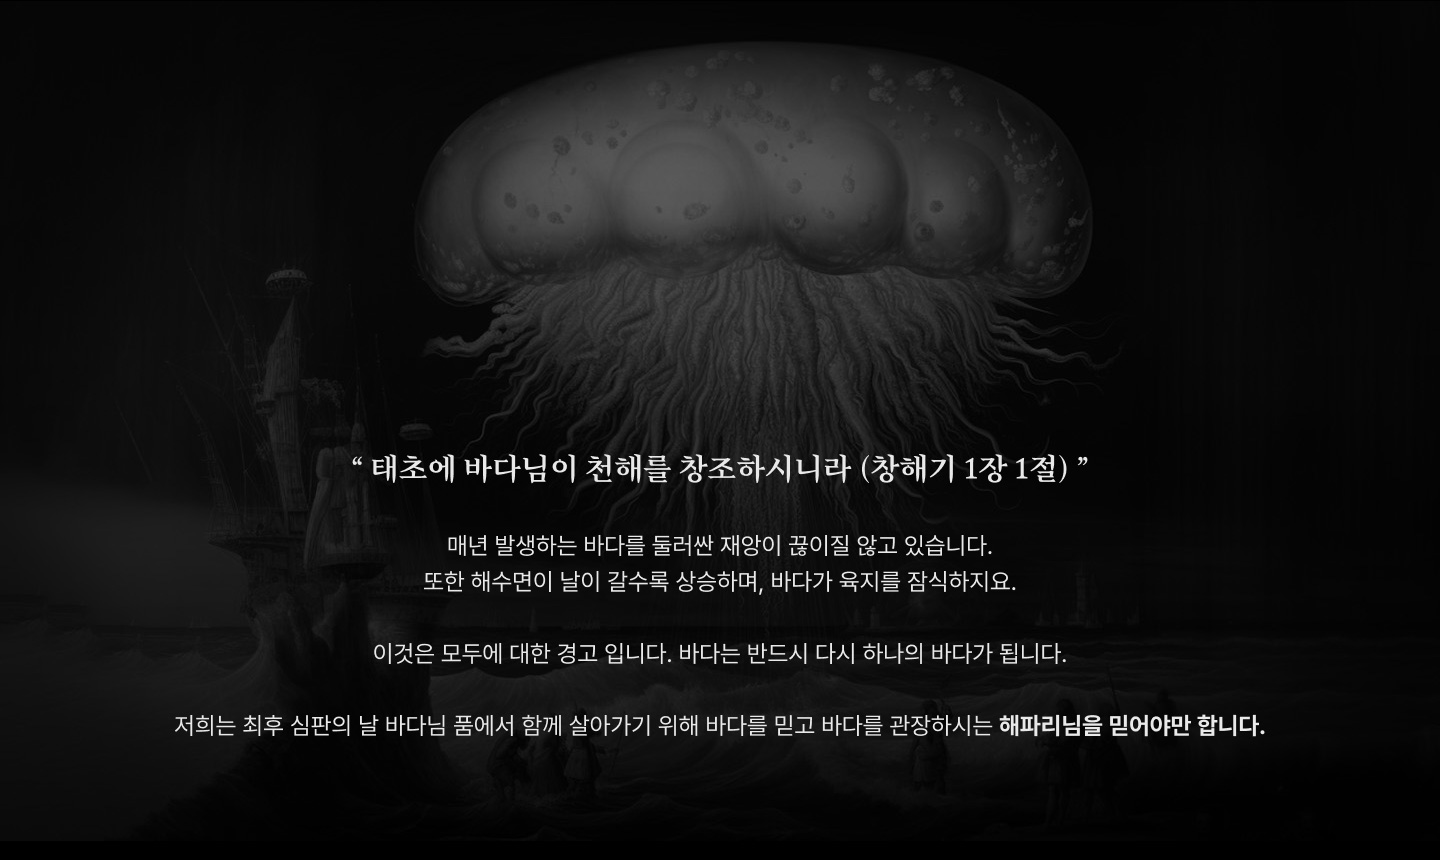 “ 태초에 바다님이 천해를 창조하시니라 (창해기 1장 1절) ”
매년 발생하는 바다를 둘러싼 재앙이 끊이질 않고 있습니다.
또한 해수면이 날이 갈수록 상승하며, 바다가 육지를 잠식하지요.
이것은 모두에 대한 경고 입니다. 바다는 반드시 다시 하나의 바다가 됩니다.
저희는 최후 심판의 날 바다님 품에서 함께 살아가기 위해 바다를 믿고 바다를 관장하시는 해파리님을 믿어야만 합니다.